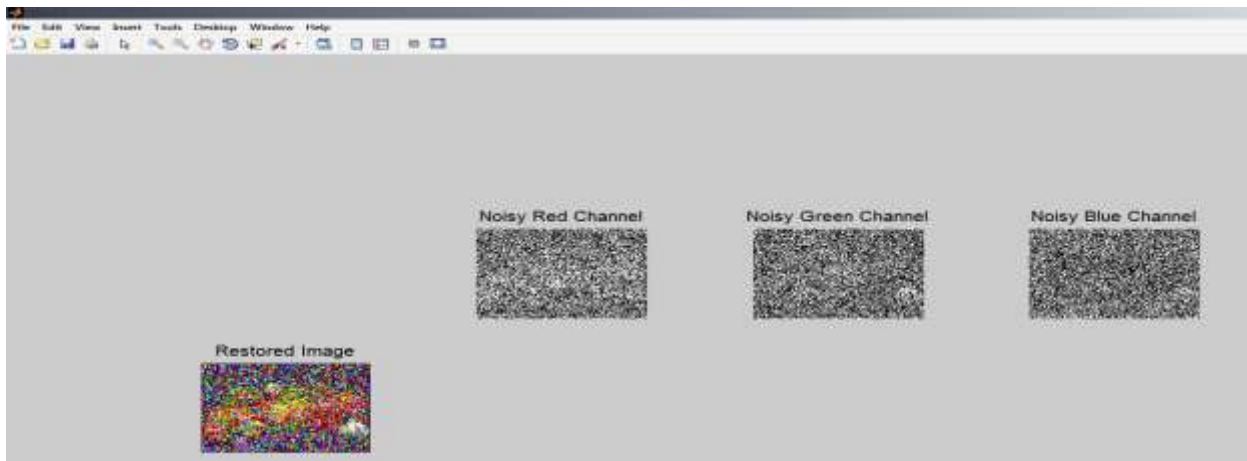 File Edit View Insert Tools Desktop Window Help
Noisy Red Channel Noisy Green Channel Noisy Blue Channel
Restored Image